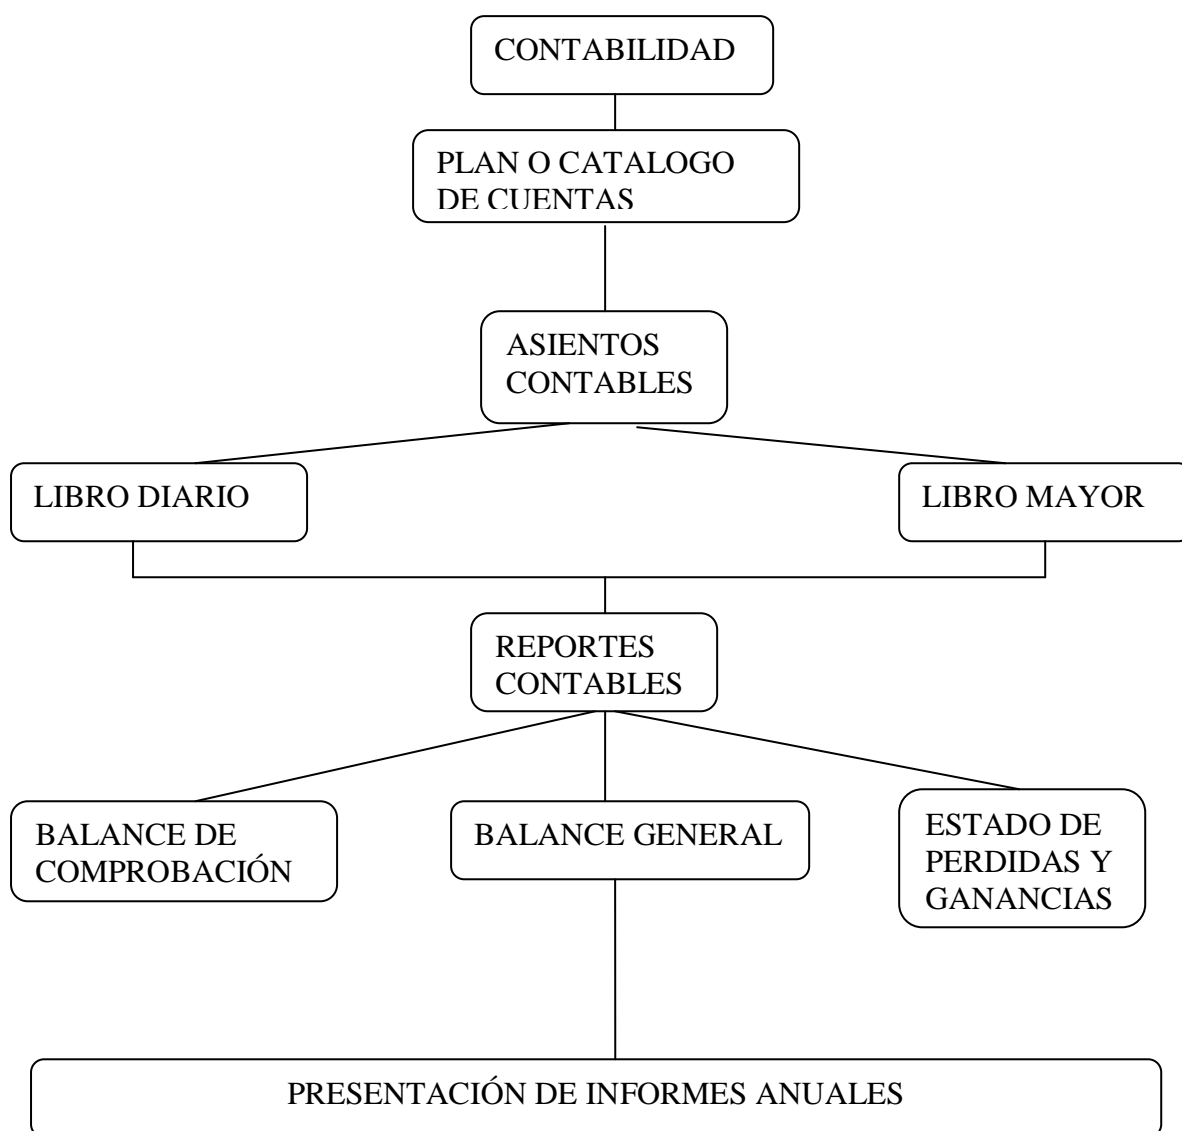 CONTABILIDAD
PLAN O CATALOGO
DE CUENTAS
ASIENTOS
CONTABLES
LIBRO DIARIO
LIBRO MAYOR
REPORTES
CONTABLES
BALANCE DE
COMPROBACIÓN
BALANCE GENERAL
ESTADO DE
PERDIDAS Y
GANANCIAS
PRESENTACIÓN DE INFORMES ANUALES